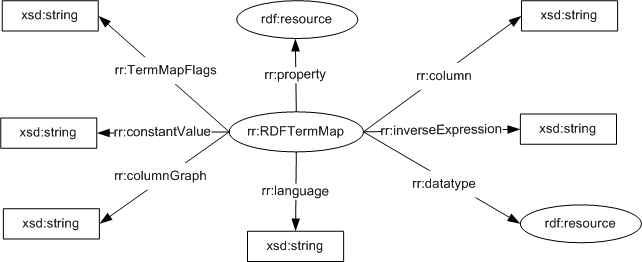 xsd:string
rdf:resource
xsd:string
rr:TermMapFlags
rr:property
rr:column
xsd:string
rr:constantValue
rr:RDFTermMap
rr:inverseExpression
xsd:string
rr:columnGraph
rr:language
rr:datatype
xsd:string
xsd:string
rdf:resource